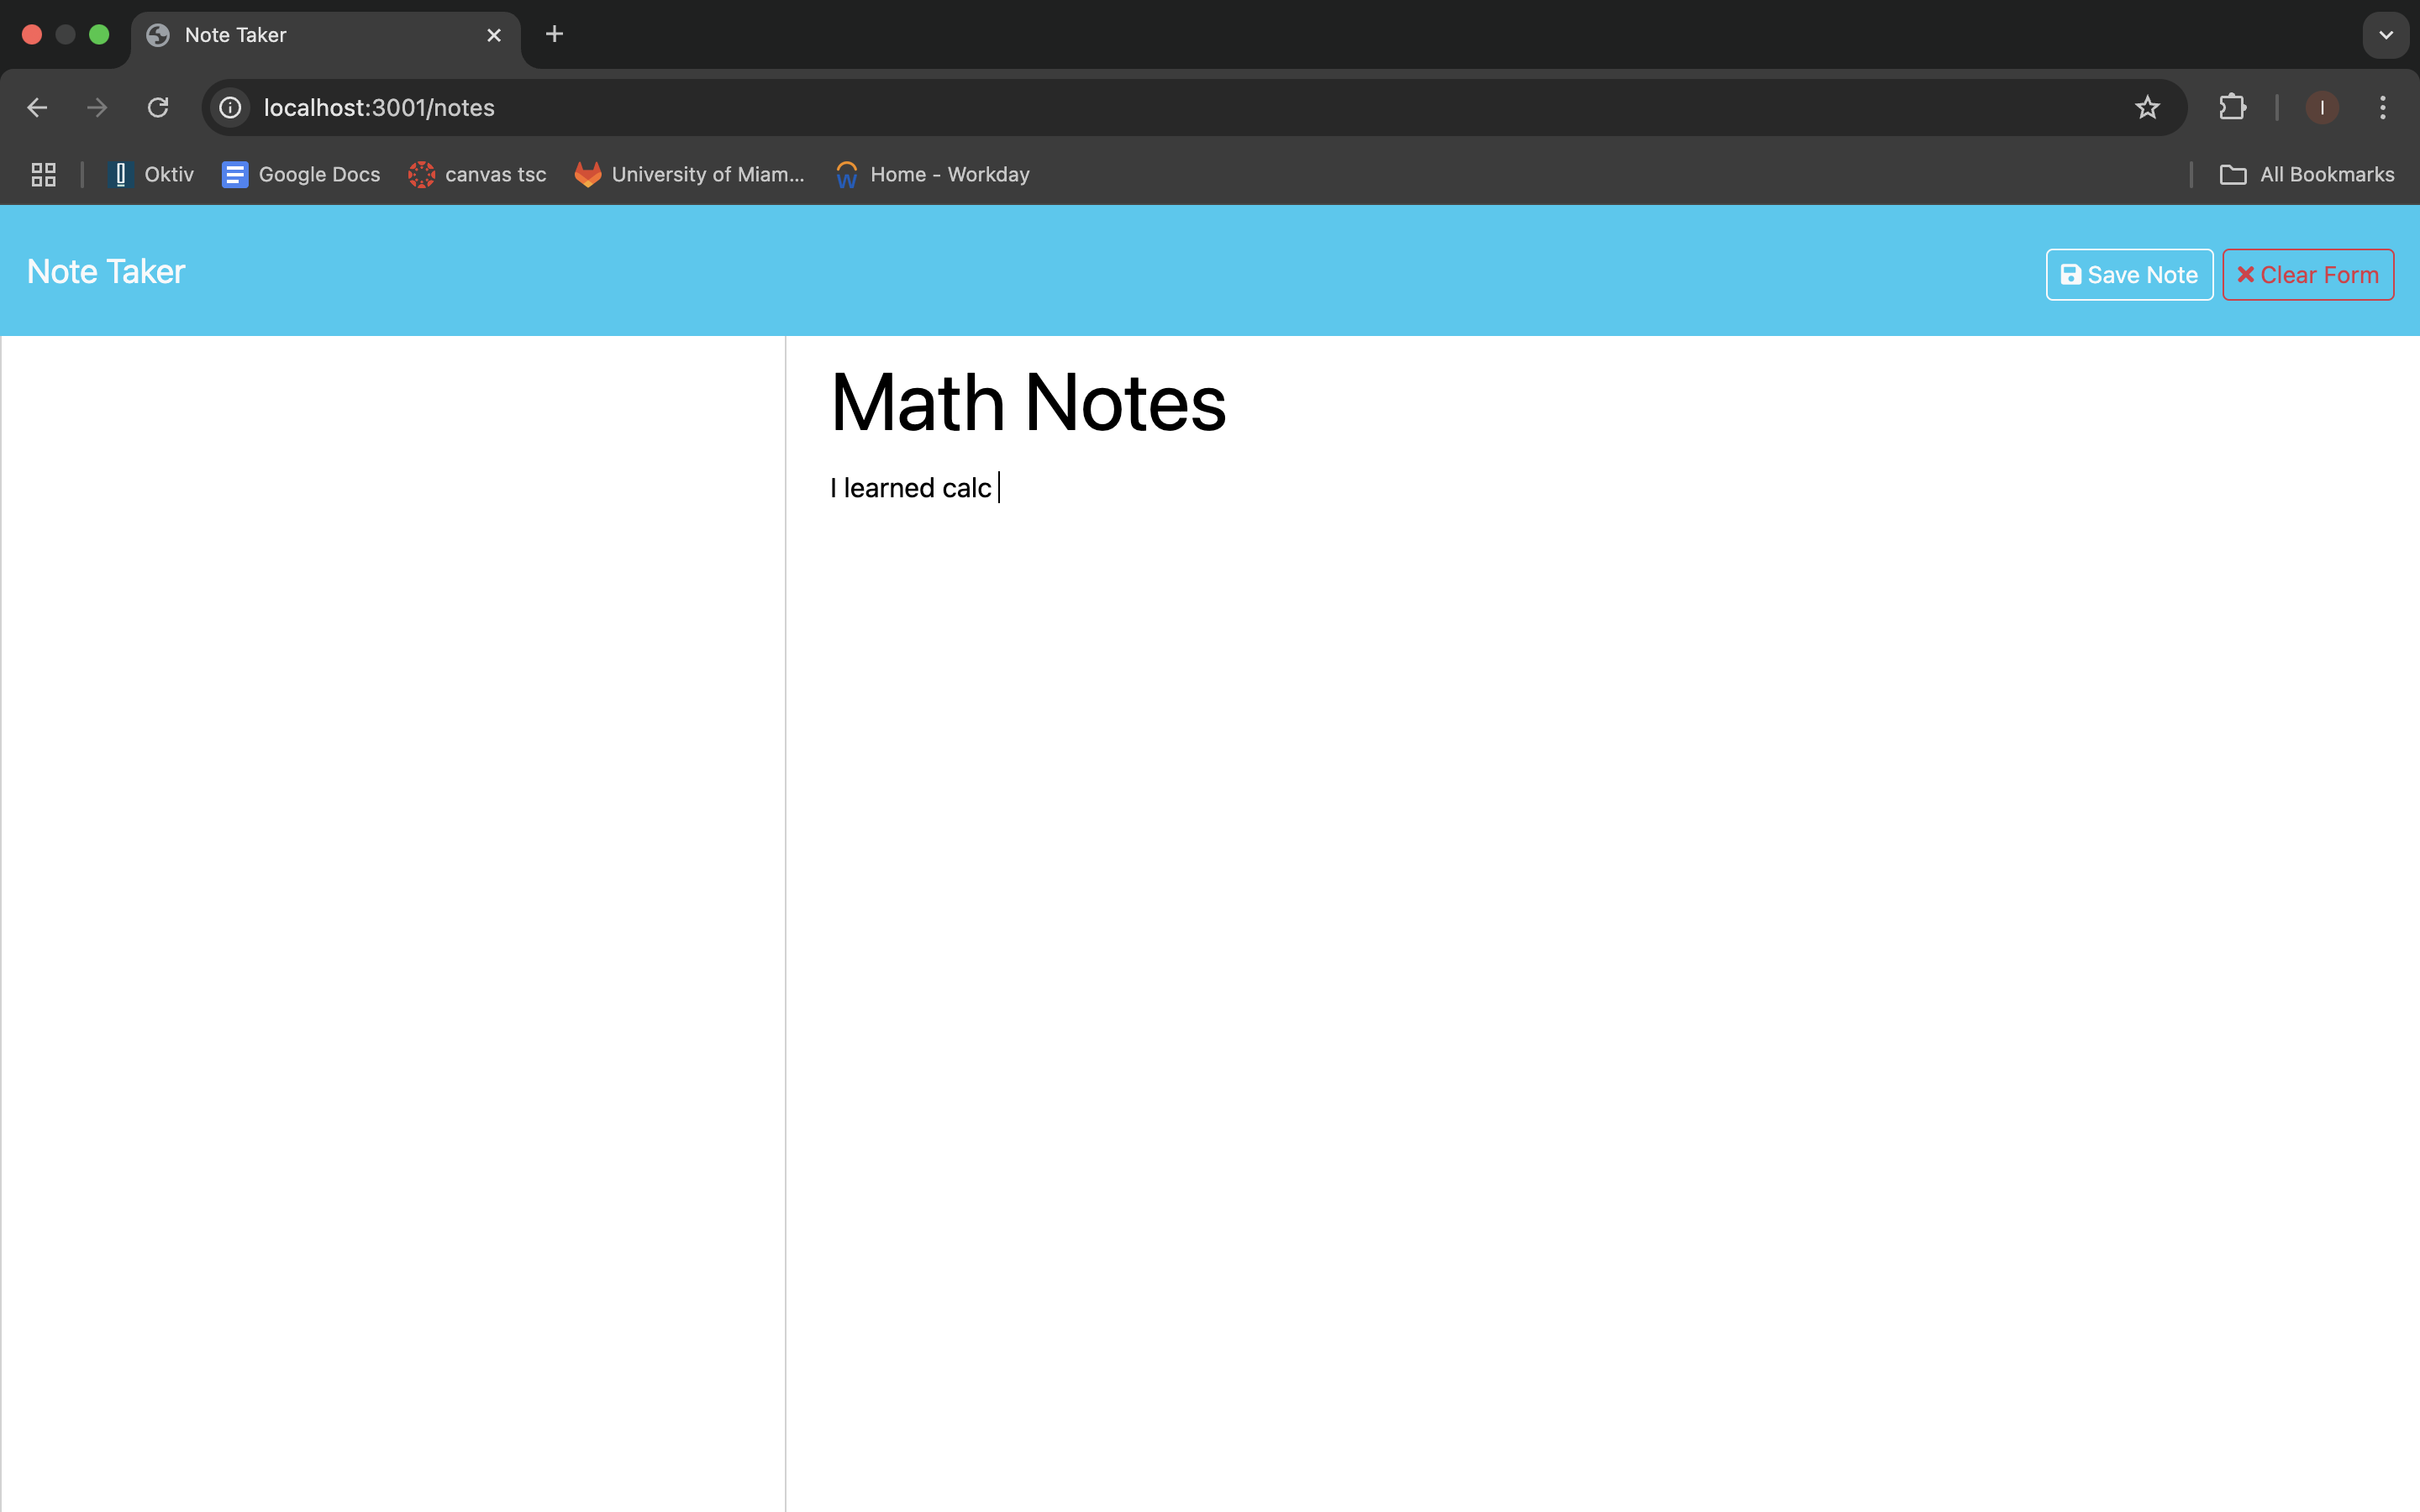 Note Taker
localhost:3001/notes
Oktiv
Google Docs
canvas tsc
University of Miam...
Home - Workday
All Bookmarks
Note Taker
Save Note
Clear Form
Math Notes
I learned calc